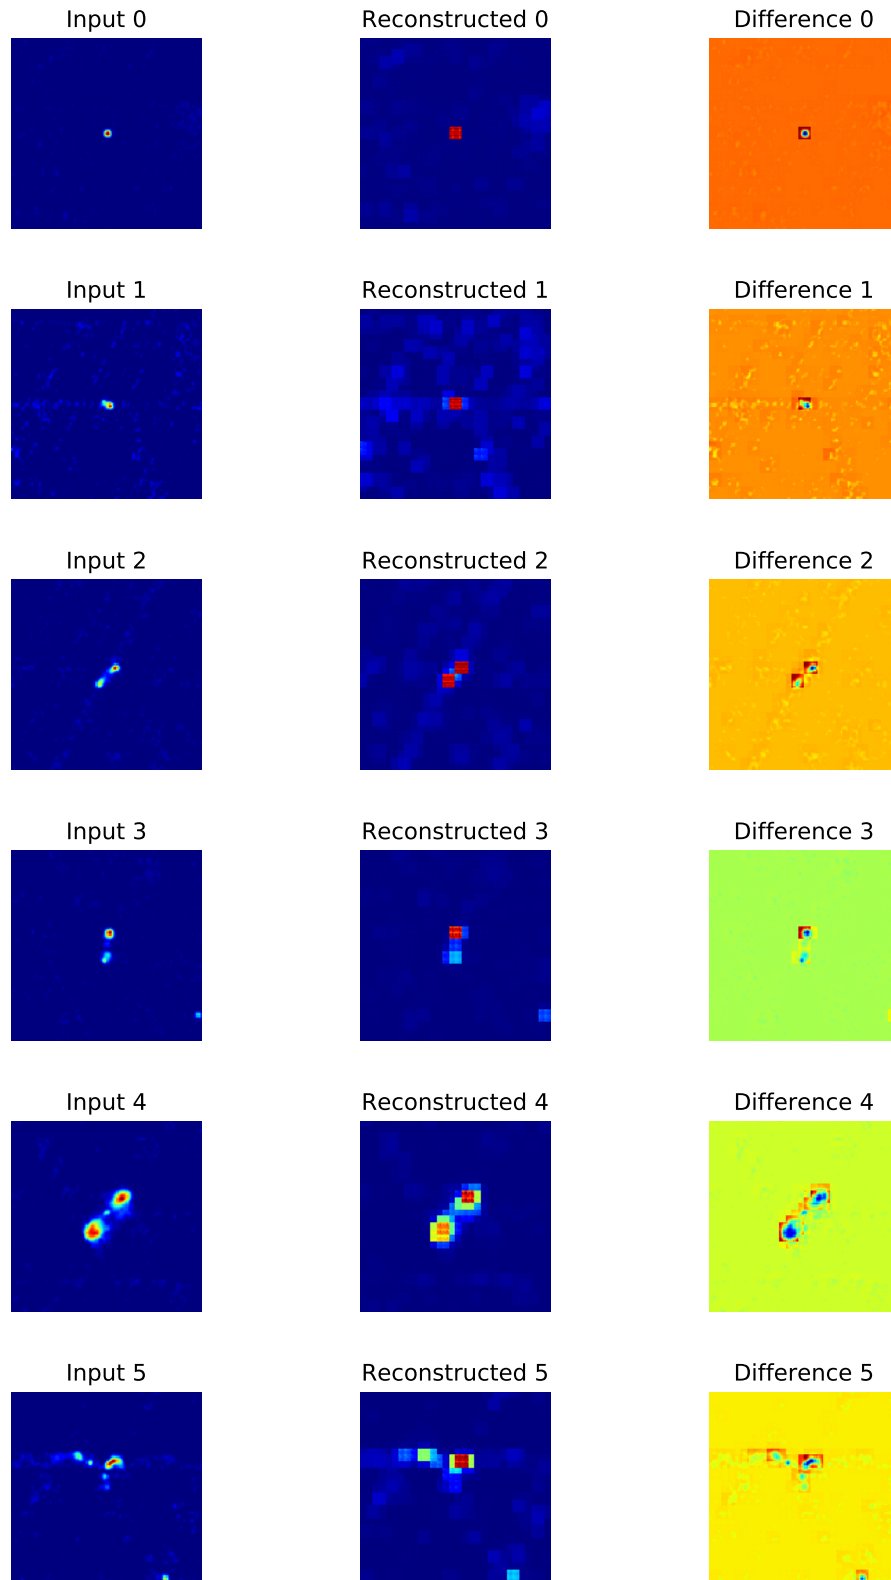 Input 0 Reconstructed 0 Difference 0
Input 1 Reconstructed 1 Difference 1
Input 2 Reconstructed 2 Difference 2
Input 3 Reconstructed 3 Difference 3
Input 4 Reconstructed 4 Difference 4
Input 5 Reconstructed 5 Difference 5